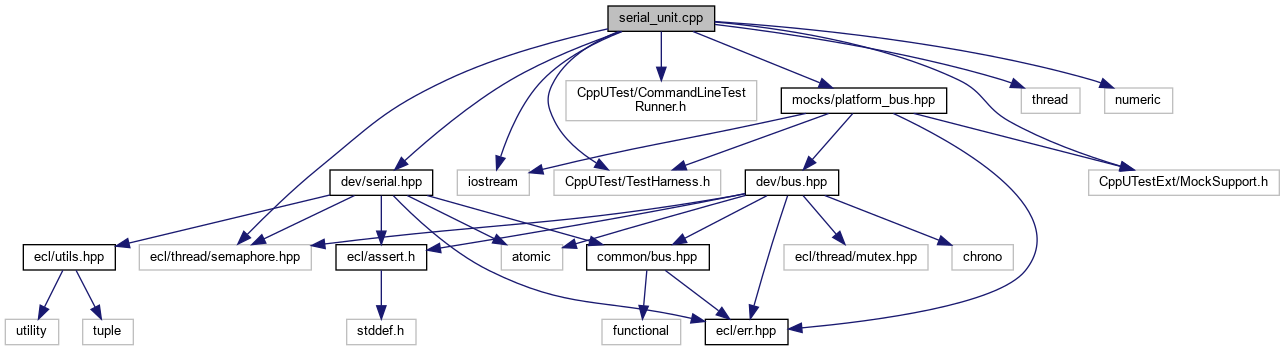 serial_unit.cpp
CppUTest/CommandLineTest
Runner.h
mocks/platform_bus.hpp
thread
numeric
dev/serial.hpp
iostream
CppUTest/TestHarness.h
dev/bus.hpp
CppUTestExt/MockSupport.h
ecl/utils.hpp
ecl/thread/semaphore.hpp
ecl/assert.h
atomic
common/bus.hpp
ecl/thread/mutex.hpp
chrono
utility
tuple
stddef.h
functional
ecl/err.hpp